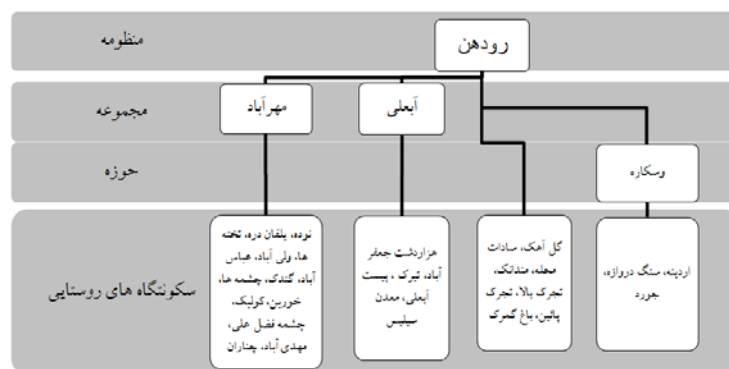 منظومه
رودهن
مجموعه
آبعلی
مهرآباد
حوزه
وسکاره
سکونتگاه های روستایی
اردینه، سنگ دروازه،
جورد
گل آهک، سادات
محله، مندانک،
تجرک بالا، تجرک
پائین، باغ گمرک
هزاردشت جعفر
آباد، تیرک، پیست
آبعلی، معدن
سیلیس
نوده، یلقان دره، تخته
ها، ولی آباد، عباس
آباد، گندک، چشمه ها،
خورین، کولیک،
چشمه فضل علی،
مهدی آباد، چناران